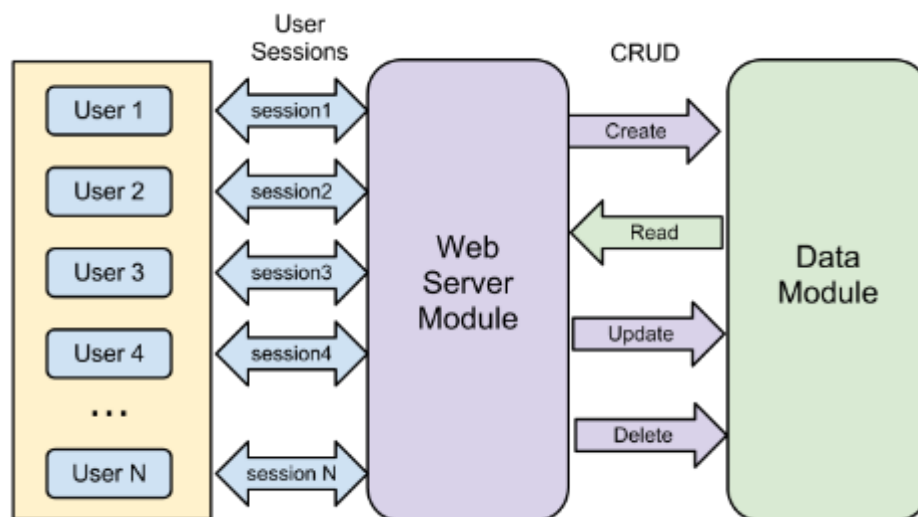 User
Sessions
CRUD
User 1
session1
Create
User 2
session2
Read
User 3
session3
Web
Server
Module
Data
Module
User 4
session4
Update
...
User N
session N
Delete